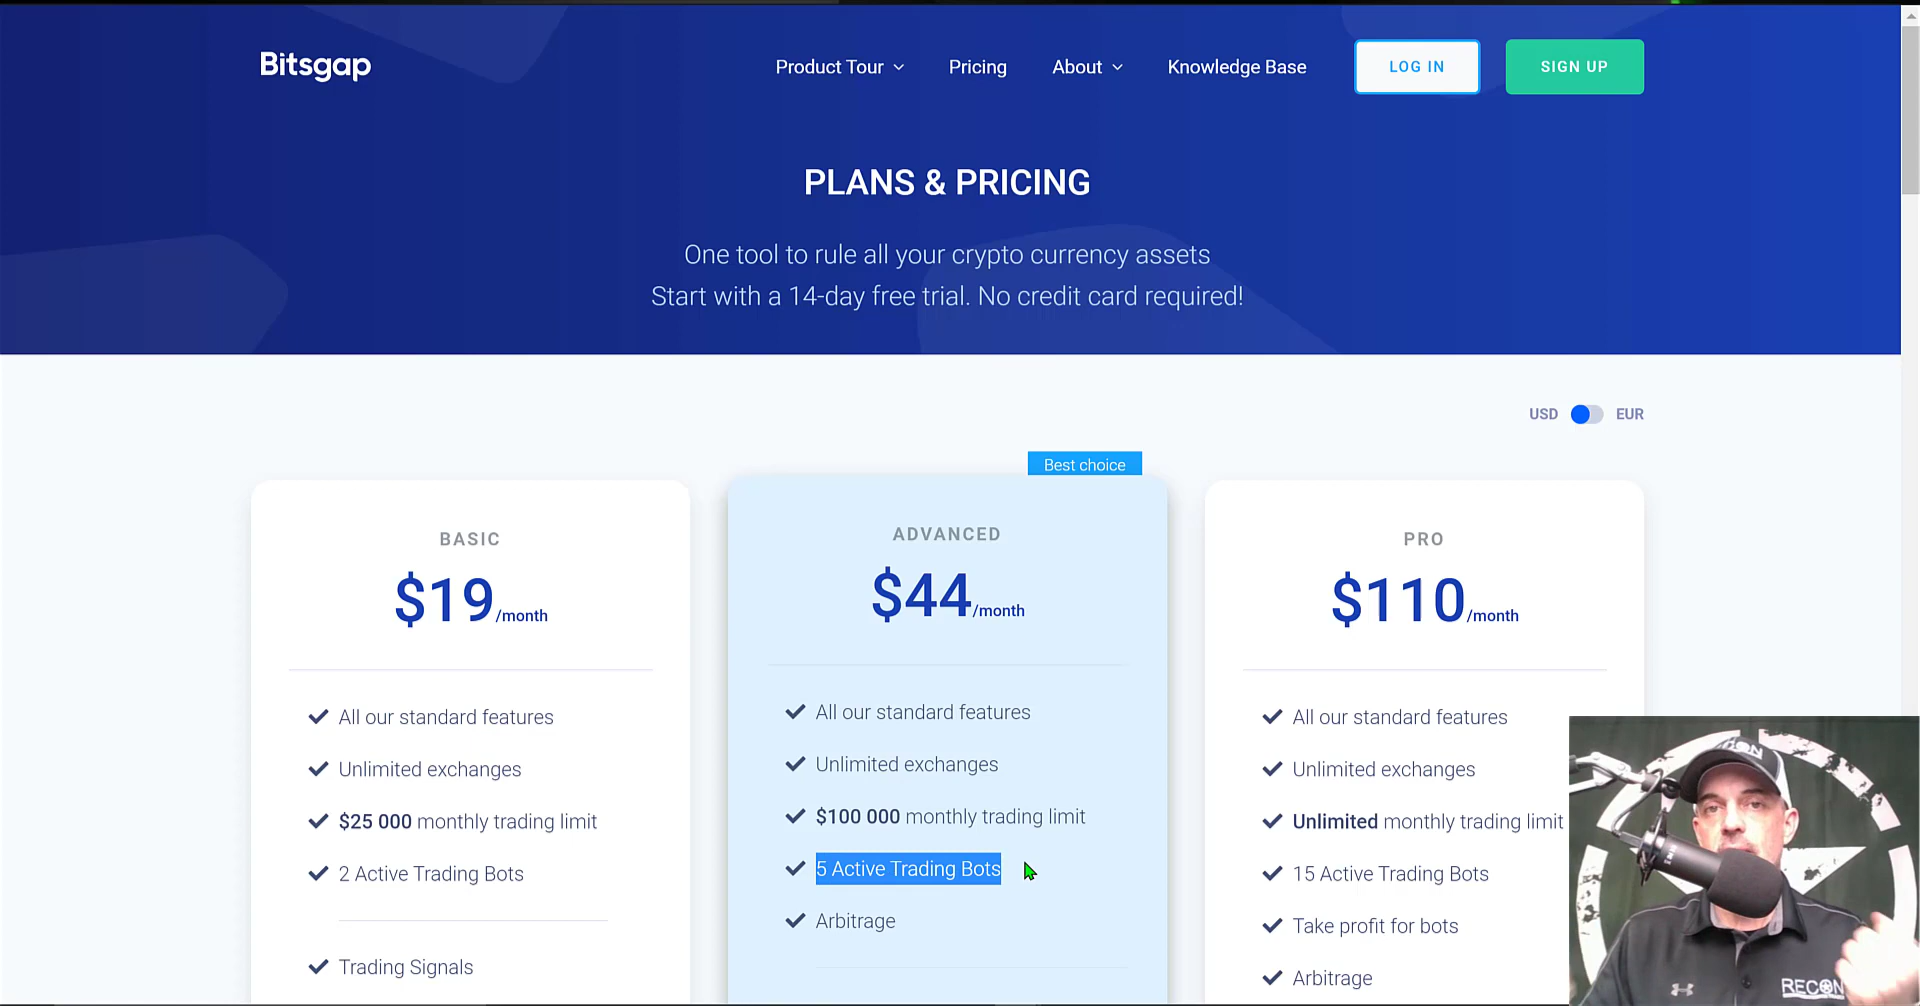 Bitsgap
Product Tour
Pricing
About
Knowledge Base
LOG IN
SIGN UP
PLANS & PRICING
One tool to rule all your crypto currency assets
Start with a 14-day free trial. No credit card required!
USD
EUR
Best choice
BASIC
$19/month
All our standard features
Unlimited exchanges
$25 000 monthly trading limit
2 Active Trading Bots
Trading Signals
ADVANCED
$44/month
All our standard features
Unlimited exchanges
$100 000 monthly trading limit
5 Active Trading Bots
Arbitrage
PRO
$110/month
All our standard features
Unlimited exchanges
Unlimited monthly trading limit
15 Active Trading Bots
Take profit for bots
Arbitrage
RECON
RECON